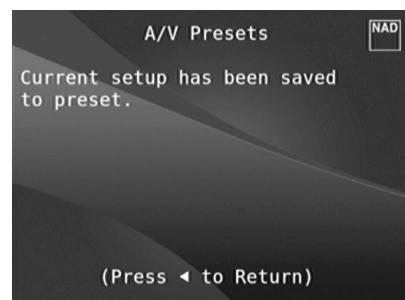 A/V Presets
NAD
Current setup has been saved
to preset.
(Press ◄ to Return)